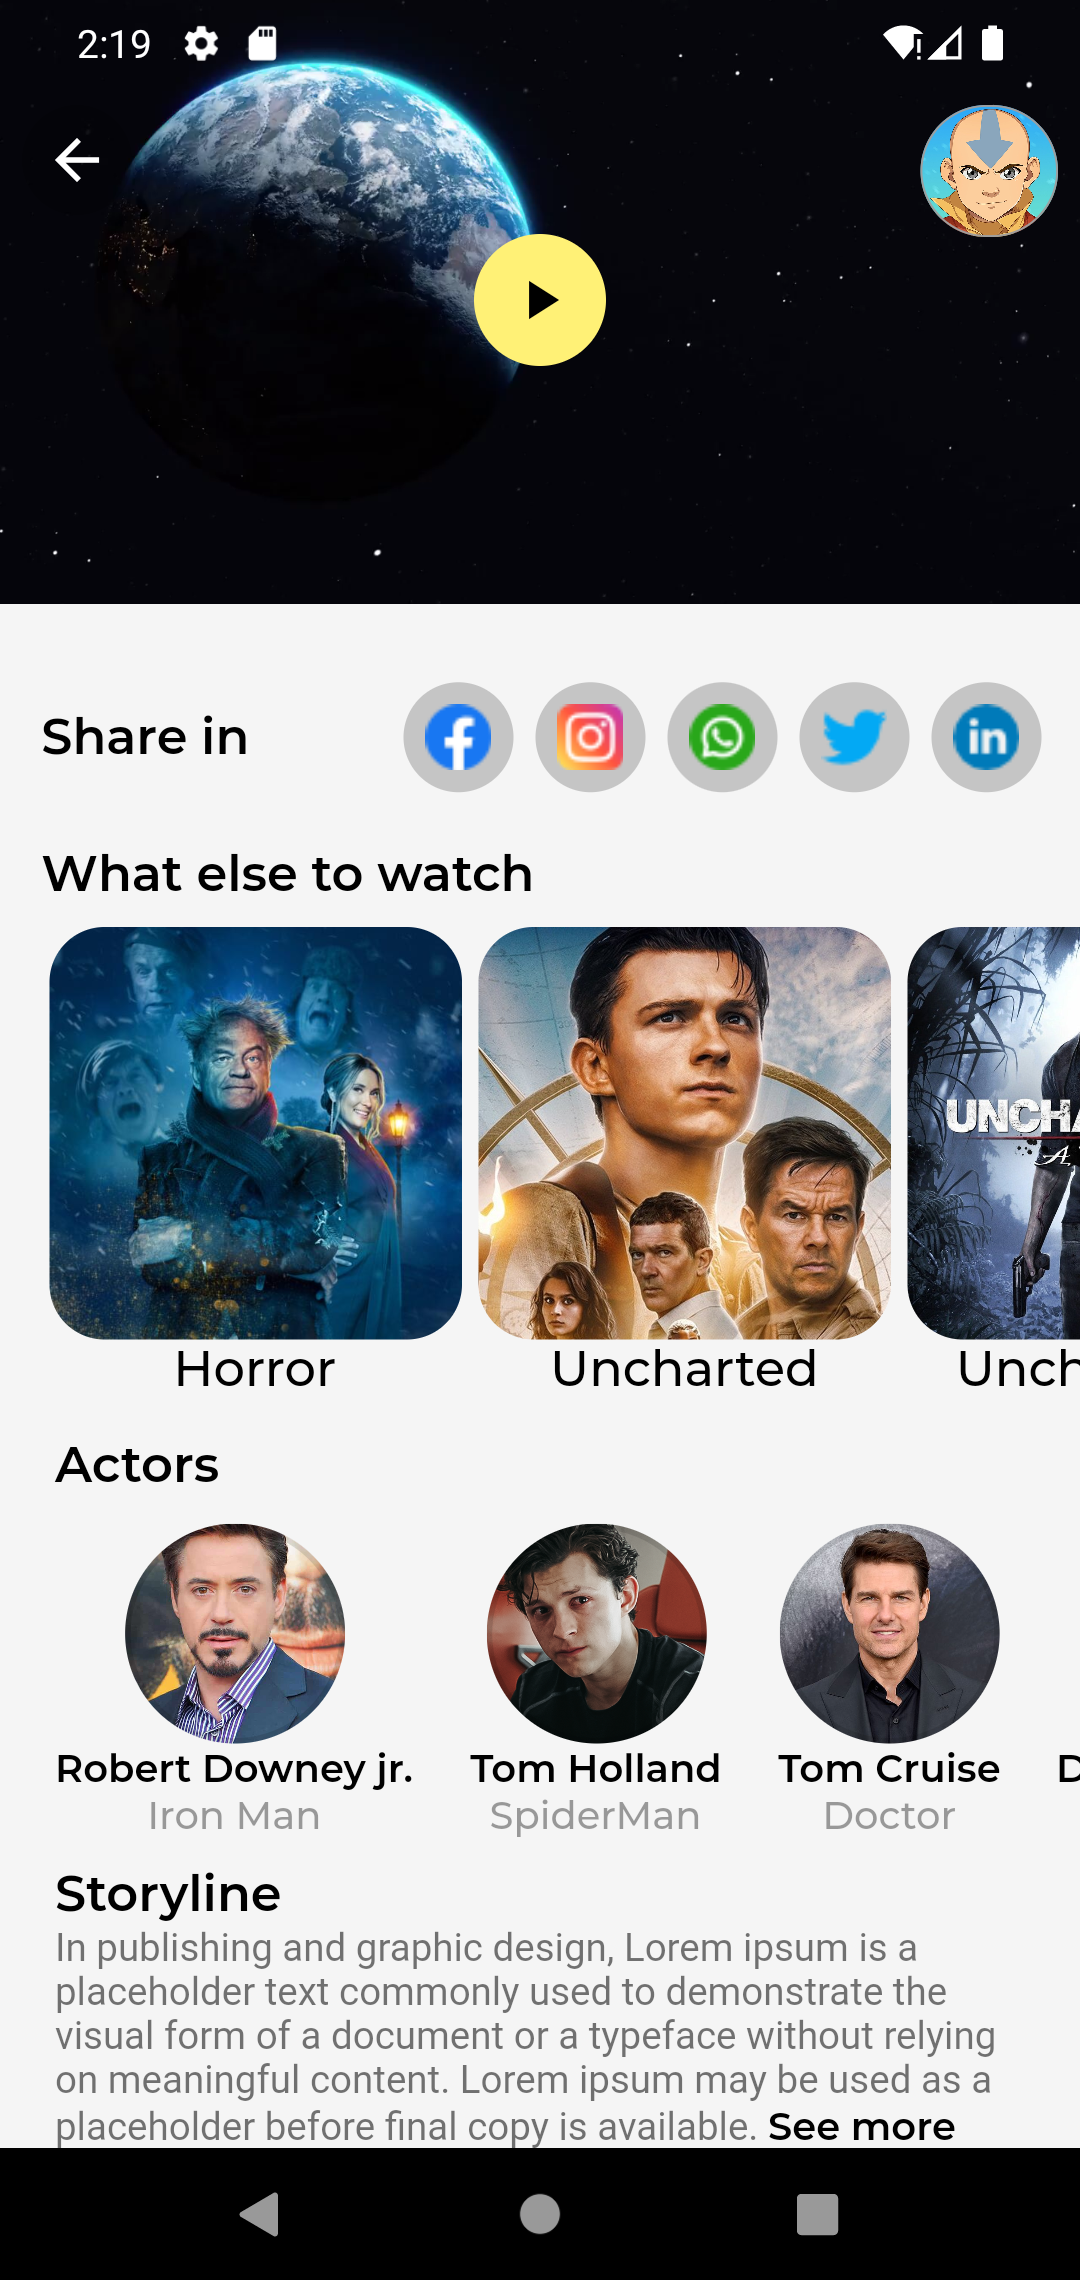 2:19
Share in
What else to watch
UNCHA
A
Horror
Uncharted
Unch
Actors
Robert Downey jr.
Tom Holland
Tom Cruise
D
Iron Man
SpiderMan
Doctor
Storyline
In publishing and graphic design, Lorem ipsum is a
placeholder text commonly used to demonstrate the
visual form of a document or a typeface without relying
on meaningful content. Lorem ipsum may be used as a
placeholder before final copy is available. See more